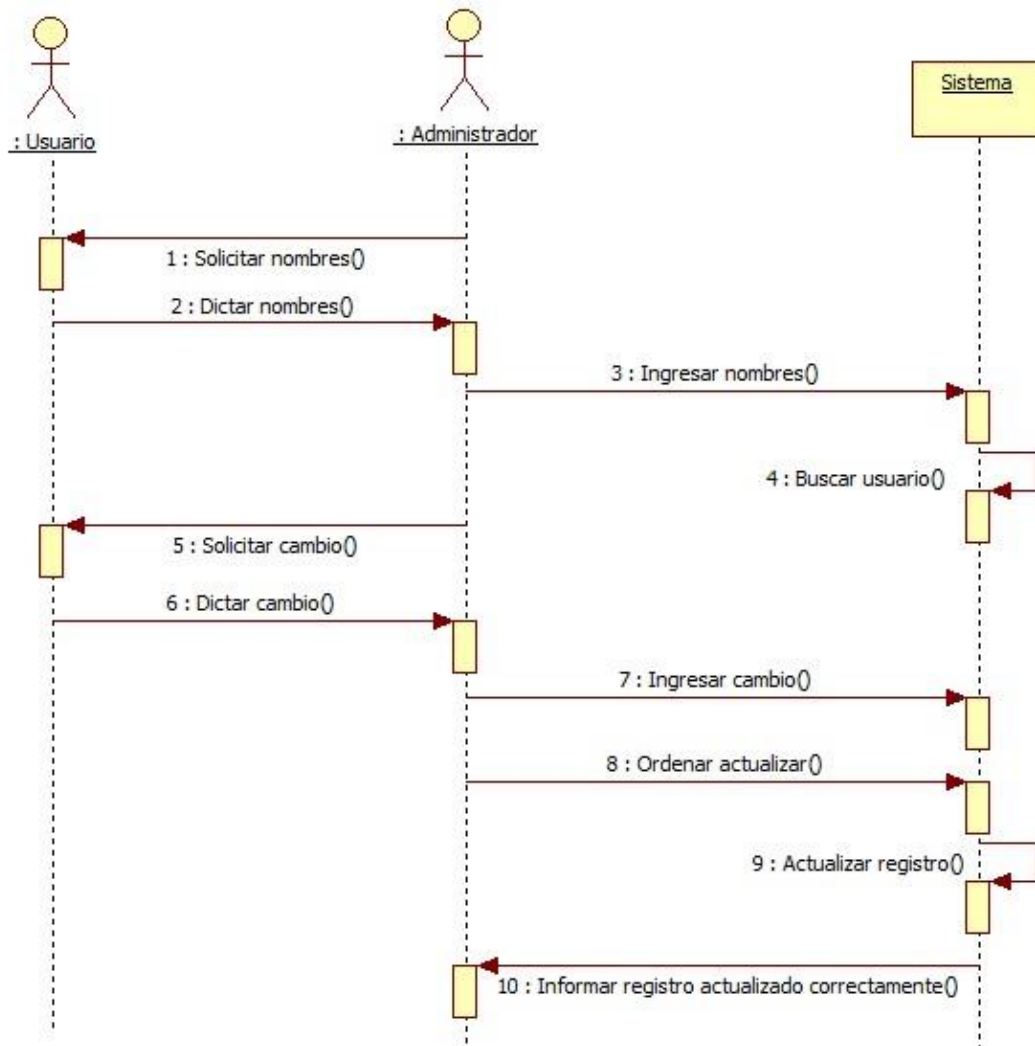 : Usuario
: Administrador
Sistema
1 : Solicitar nombres()
2 : Dictar nombres()
3 : Ingresar nombres()
4 : Buscar usuario()
5 : Solicitar cambio()
6 : Dictar cambio()
7 : Ingresar cambio()
8 : Ordenar actualizar()
9 : Actualizar registro()
10 : Informar registro actualizado correctamente()